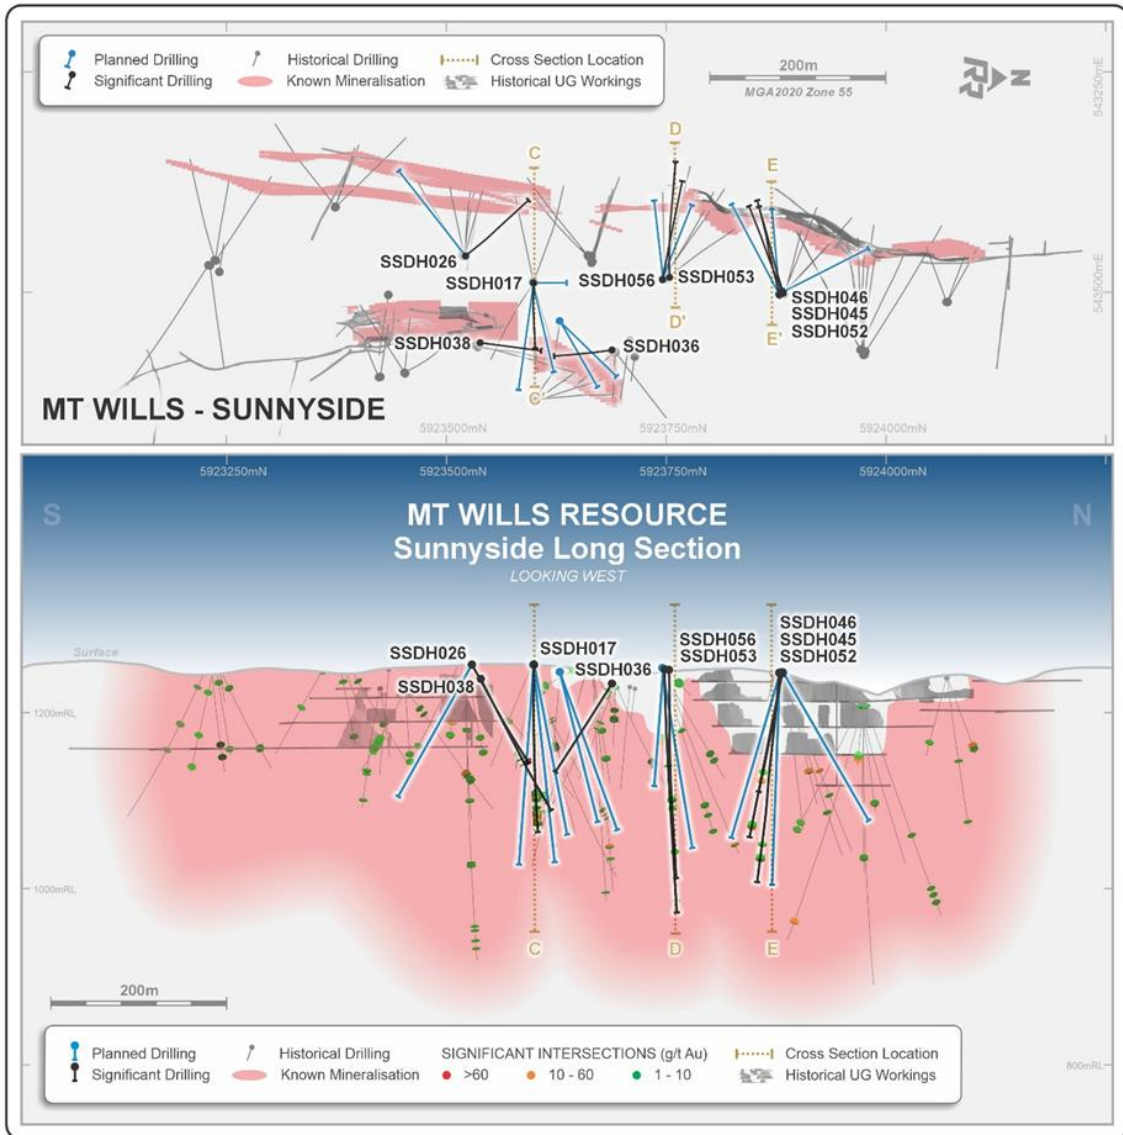 Planned Drilling
Historical Drilling
Cross Section Location
Significant Drilling
Known Mineralisation
Historical UG Workings
200m
MGA2020 Zone 55
N
543250mE
C
D
E
SSDH026
SSDH017
SSDH056
SSDH053
543500mE
SSDH046
SSDH045
SSDH052
D'
E'
SSDH038
SSDH036
C'
MT WILLS - SUNNYSIDE
5923500mN
5923750mN
5924000mN
5923250mN
5923500mN
5923750mN
5924000mN
S
MT WILLS RESOURCE
N
Sunnyside Long Section
LOOKING WEST
SSDH046
SSDH045
SSDH052
SSDH056
SSDH053
SSDH026
SSDH017
SSDH036
SSDH038
Surface
1200mRL
1000mRL
C
D
E
200m
Planned Drilling
Historical Drilling
SIGNIFICANT INTERSECTIONS (g/t Au)
Cross Section Location
Significant Drilling
Known Mineralisation
>60
10 - 60
1 - 10
Historical UG Workings
800mRL